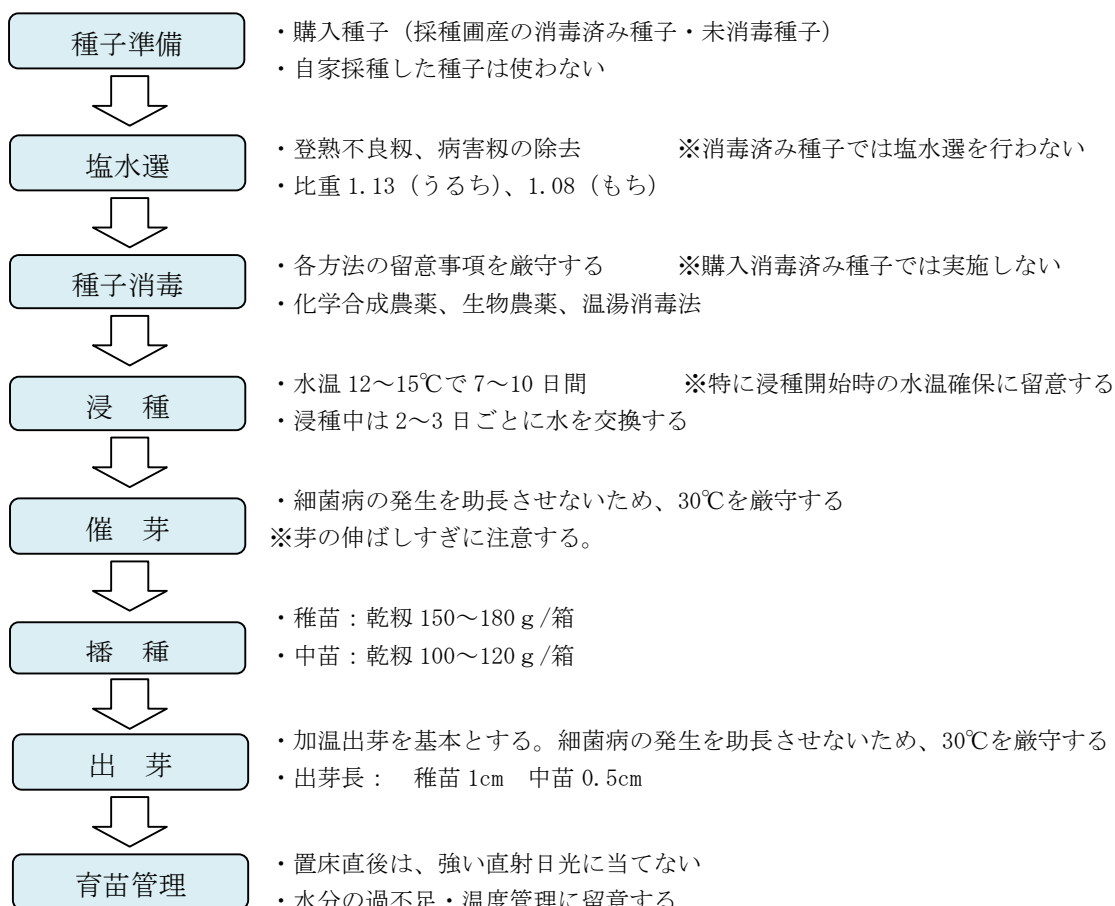 種子準備
・購入種子（採種圃産の消毒済み種子・未消毒種子）
・自家採種した種子は使わない
塩水選
・登熟不良籾、病害籾の除去　※消毒済み種子では塩水選を行わない
・比重 1.13（うるち）、1.08（もち）
種子消毒
・各方法の留意事項を厳守する　※購入消毒済み種子では実施しない
・化学合成農薬、生物農薬、温湯消毒法
浸　種
・水温 12～15℃で 7～10 日間　※特に浸種開始時の水温確保に留意する
・浸種中は 2～3 日ごとに水を交換する
催　芽
・細菌病の発生を助長させないため、30℃を厳守する
※芽の伸ばしすぎに注意する。
播　種
・稚苗：乾籾 150～180ｇ/箱
・中苗：乾籾 100～120ｇ/箱
出　芽
・加温出芽を基本とする。細菌病の発生を助長させないため、30℃を厳守する
・出芽長：　稚苗 1cm　中苗 0.5cm
育苗管理
・置床直後は、強い直射日光に当てない
・水分の過不足・温度管理に留意する